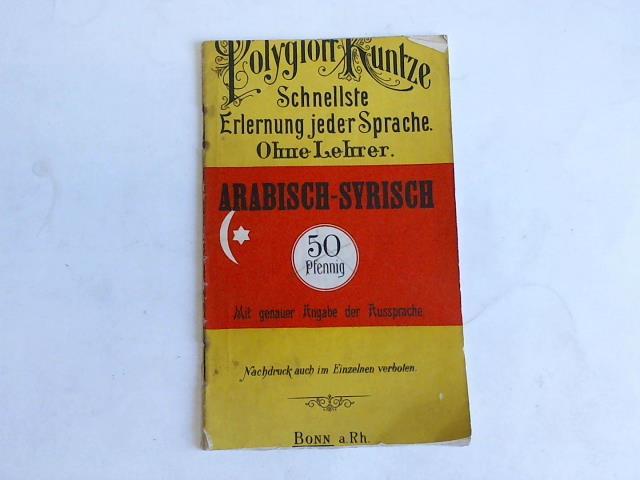 Polyglott Kuntze
Schnellste
Erlernung jeder Sprache.
Ohne Lehrer.
ARABISCH-SYRISCH
50
Pfennig
Mit genauer Angabe der Aussprache.
Nachdruck auch im Einzelnen verboten.
BONN a. Rh.